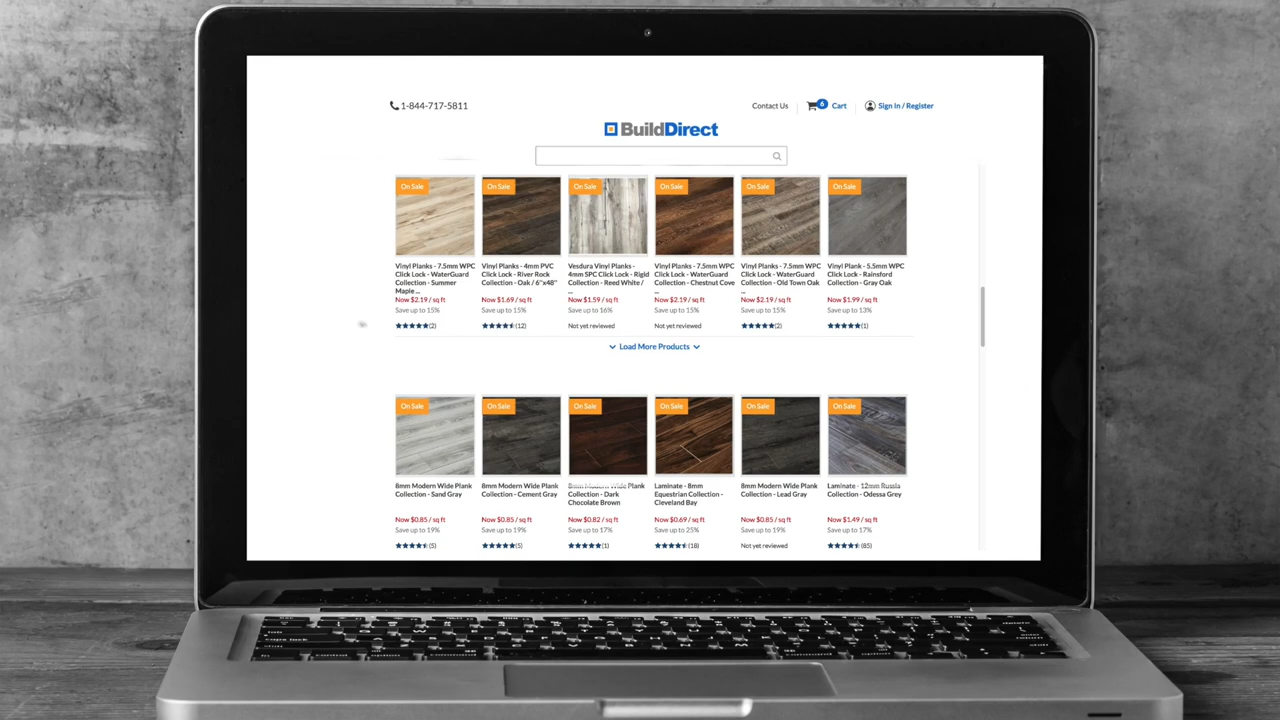 1-844-717-5811
Contact Us
6
Cart
Sign In / Register
BuildDirect
On Sale
On Sale
On Sale
On Sale
On Sale
On Sale
Vinyl Planks - 7.5mm WPC
Click Lock - WaterGuard
Collection - Summer
Maple ...
Now $2.19 / sq ft
Save up to 15%
(2)
Vinyl Planks - 4mm PVC
Click Lock - River Rock
Collection - Oak / 6"x48"
Now $1.69 / sq ft
Save up to 15%
(12)
Vesdura Vinyl Planks -
4mm SPC Click Lock - Rigid
Collection - Reed White /
...
Now $1.59 / sq ft
Save up to 16%
Not yet reviewed
Vinyl Planks - 7.5mm WPC
Click Lock - WaterGuard
Collection - Chestnut Cove
...
Now $2.19 / sq ft
Save up to 15%
Not yet reviewed
Vinyl Planks - 7.5mm WPC
Click Lock - WaterGuard
Collection - Old Town Oak
...
Now $2.19 / sq ft
Save up to 15%
(2)
Vinyl Plank - 5.5mm WPC
Click Lock - Rainsford
Collection - Gray Oak
Now $1.99 / sq ft
Save up to 13%
(1)
Load More Products
On Sale
On Sale
On Sale
On Sale
On Sale
On Sale
8mm Modern Wide Plank
Collection - Sand Gray
Now $0.85 / sq ft
Save up to 19%
(5)
8mm Modern Wide Plank
Collection - Cement Gray
Now $0.85 / sq ft
Save up to 19%
(5)
8mm Modern Wide Plank
Collection - Dark
Chocolate Brown
Now $0.82 / sq ft
Save up to 17%
(1)
Laminate - 8mm
Equestrian Collection -
Cleveland Bay
Now $0.69 / sq ft
Save up to 25%
(18)
8mm Modern Wide Plank
Collection - Lead Gray
Now $0.85 / sq ft
Save up to 19%
Not yet reviewed
Laminate - 12mm Russia
Collection - Odessa Grey
Now $1.49 / sq ft
Save up to 17%
(85)